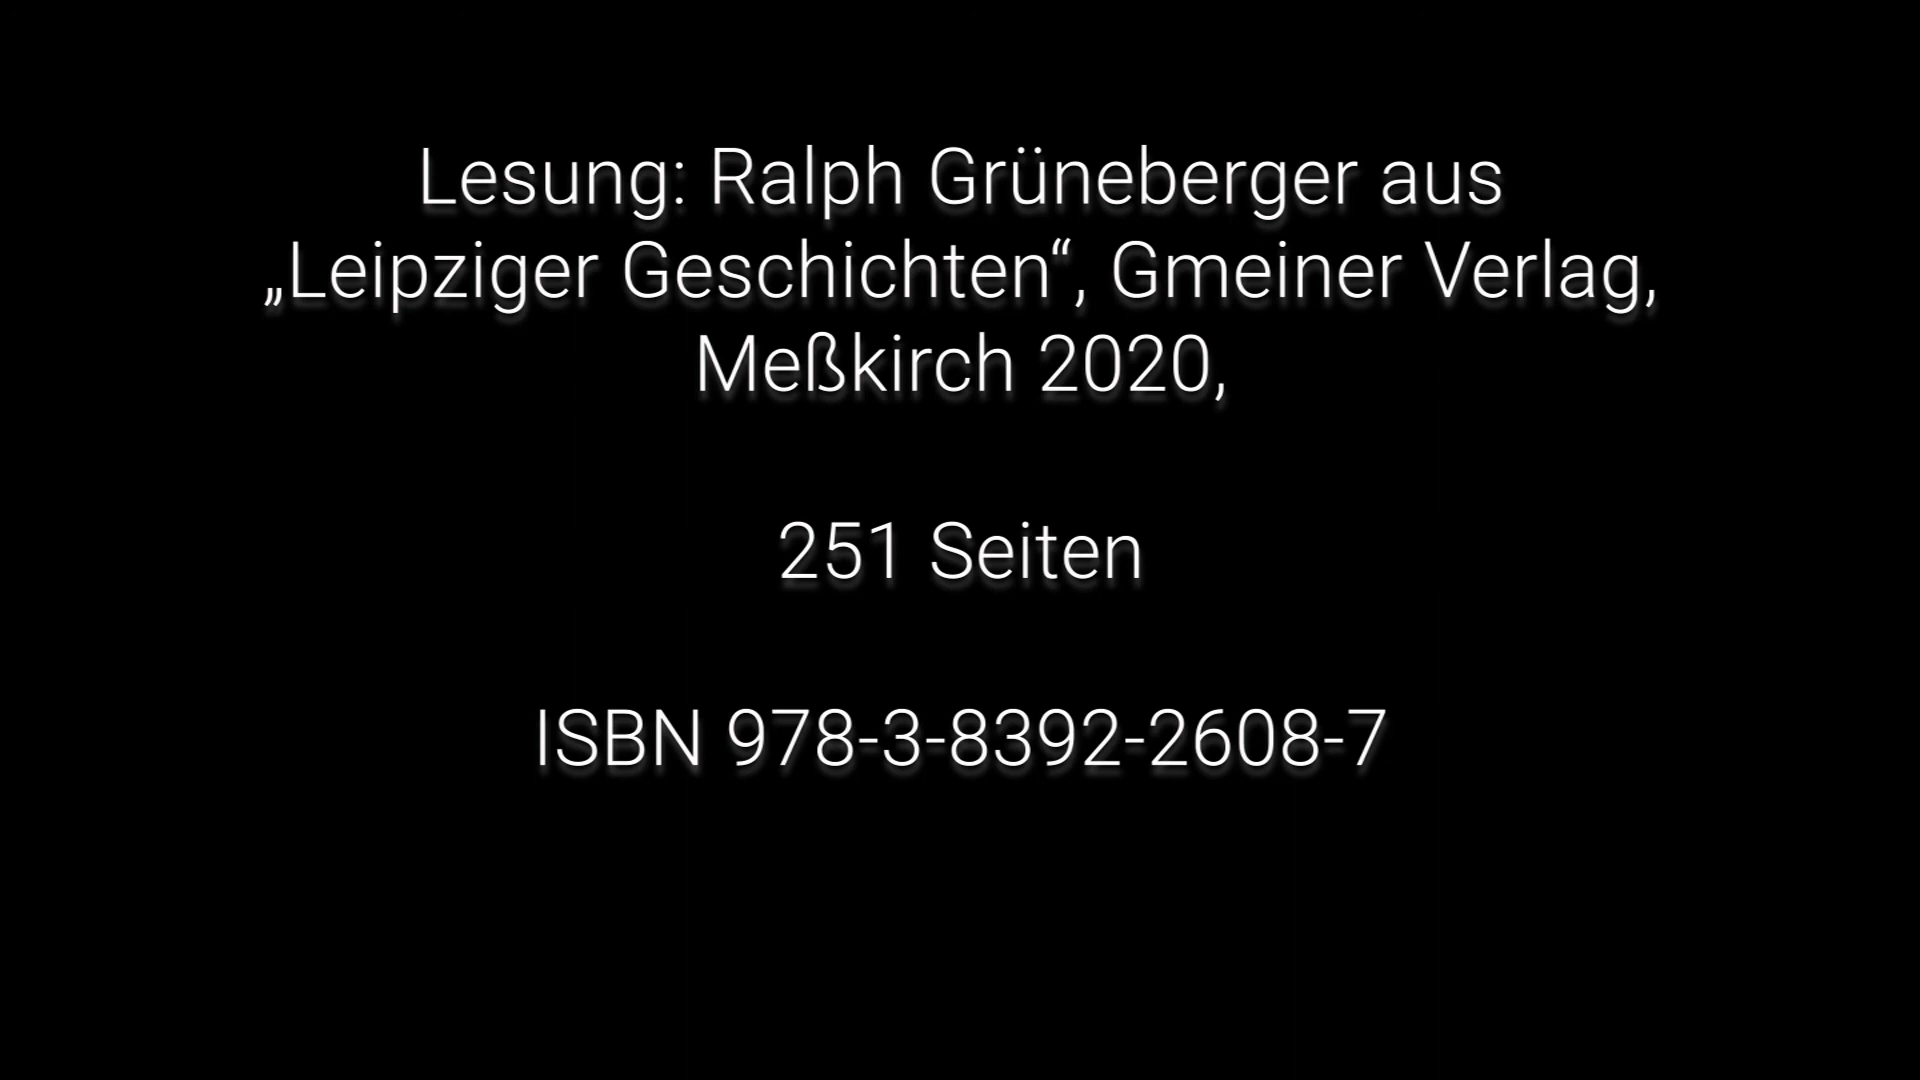 Lesung: Ralph Grüneberger aus
„Leipziger Geschichten“, Gmeiner Verlag,
Meßkirch 2020,
251 Seiten
ISBN 978-3-8392-2608-7